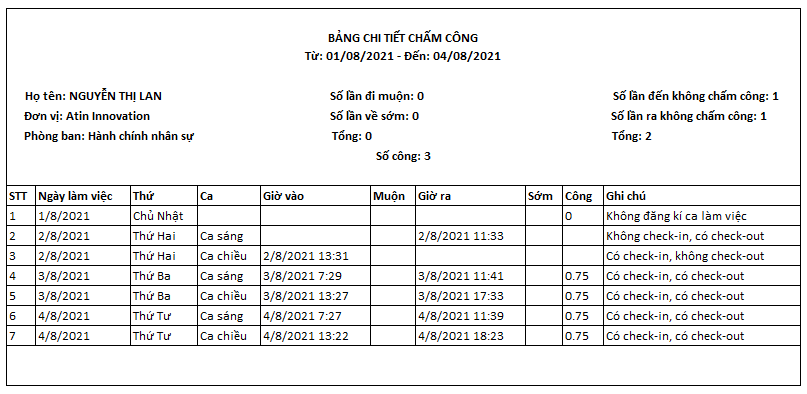 BẢNG CHI TIẾT CHẤM CÔNG
Từ: 01/08/2021 - Đến: 04/08/2021
Họ tên: NGUYỄN THỊ LAN Số lần đi muộn: 0 Số lần đến không chấm công: 1
Đơn vị: Atin Innovation Số lần về sớm: 0 Số lần ra không chấm công: 1
Phòng ban: Hành chính nhân sự Tổng: 0 Tổng: 2
Số công: 3
STT Ngày làm việc Thứ Ca Giờ vào Muộn Giờ ra Sớm Công Ghi chú
1 1/8/2021 Chủ Nhật 0 Không đăng kí ca làm việc
2 2/8/2021 Thứ Hai Ca sáng 2/8/2021 11:33 Không check-in, có check-out
3 2/8/2021 Thứ Hai Ca chiều 2/8/2021 13:31 Có check-in, không check-out
4 3/8/2021 Thứ Ba Ca sáng 3/8/2021 7:29 3/8/2021 11:41 0.75 Có check-in, có check-out
5 3/8/2021 Thứ Ba Ca chiều 3/8/2021 13:27 3/8/2021 17:33 0.75 Có check-in, có check-out
6 4/8/2021 Thứ Tư Ca sáng 4/8/2021 7:27 4/8/2021 11:39 0.75 Có check-in, có check-out
7 4/8/2021 Thứ Tư Ca chiều 4/8/2021 13:22 4/8/2021 18:23 0.75 Có check-in, có check-out